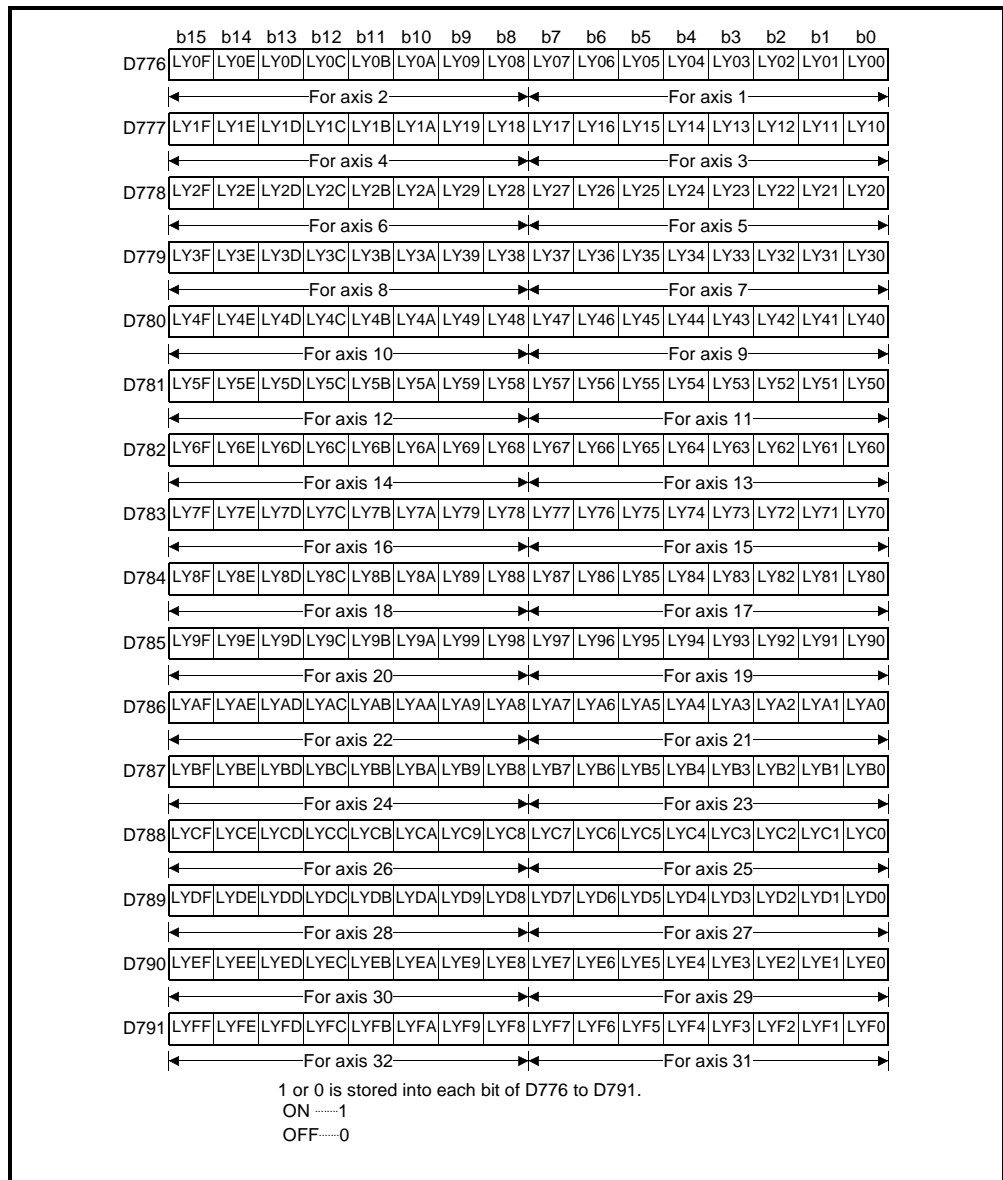 b15 b14 b13 b12 b11 b10 b9 b8 b7 b6 b5 b4 b3 b2 b1 b0
D776 LY0F LY0E LY0D LY0C LY0B LY0A LY09 LY08 LY07 LY06 LY05 LY04 LY03 LY02 LY01 LY00
For axis 2 For axis 1
D777 LY1F LY1E LY1D LY1C LY1B LY1A LY19 LY18 LY17 LY16 LY15 LY14 LY13 LY12 LY11 LY10
For axis 4 For axis 3
D778 LY2F LY2E LY2D LY2C LY2B LY2A LY29 LY28 LY27 LY26 LY25 LY24 LY23 LY22 LY21 LY20
For axis 6 For axis 5
D779 LY3F LY3E LY3D LY3C LY3B LY3A LY39 LY38 LY37 LY36 LY35 LY34 LY33 LY32 LY31 LY30
For axis 8 For axis 7
D780 LY4F LY4E LY4D LY4C LY4B LY4A LY49 LY48 LY47 LY46 LY45 LY44 LY43 LY42 LY41 LY40
For axis 10 For axis 9
D781 LY5F LY5E LY5D LY5C LY5B LY5A LY59 LY58 LY57 LY56 LY55 LY54 LY53 LY52 LY51 LY50
For axis 12 For axis 11
D782 LY6F LY6E LY6D LY6C LY6B LY6A LY69 LY68 LY67 LY66 LY65 LY64 LY63 LY62 LY61 LY60
For axis 14 For axis 13
D783 LY7F LY7E LY7D LY7C LY7B LY7A LY79 LY78 LY77 LY76 LY75 LY74 LY73 LY72 LY71 LY70
For axis 16 For axis 15
D784 LY8F LY8E LY8D LY8C LY8B LY8A LY89 LY88 LY87 LY86 LY85 LY84 LY83 LY82 LY81 LY80
For axis 18 For axis 17
D785 LY9F LY9E LY9D LY9C LY9B LY9A LY99 LY98 LY97 LY96 LY95 LY94 LY93 LY92 LY91 LY90
For axis 20 For axis 19
D786 LYAF LYAE LYAD LYAC LYAB LYAA LYA9 LYA8 LYA7 LYA6 LYA5 LYA4 LYA3 LYA2 LYA1 LYA0
For axis 22 For axis 21
D787 LYBF LYBE LYBD LYBC LYBB LYBA LYB9 LYB8 LYB7 LYB6 LYB5 LYB4 LYB3 LYB2 LYB1 LYB0
For axis 24 For axis 23
D788 LYCF LYCE LYCD LYCC LYCB LYCA LYC9 LYC8 LYC7 LYC6 LYC5 LYC4 LYC3 LYC2 LYC1 LYC0
For axis 26 For axis 25
D789 LYDF LYDE LYDD LYDC LYDB LYDA LYD9 LYD8 LYD7 LYD6 LYD5 LYD4 LYD3 LYD2 LYD1 LYD0
For axis 28 For axis 27
D790 LYEF LYEE LYED LYEC LYEB LYEA LYE9 LYE8 LYE7 LYE6 LYE5 LYE4 LYE3 LYE2 LYE1 LYE0
For axis 30 For axis 29
D791 LYFF LYFE LYFD LYFC LYFB LYFA LYF9 LYF8 LYF7 LYF6 LYF5 LYF4 LYF3 LYF2 LYF1 LYF0
For axis 32 For axis 31
1 or 0 is stored into each bit of D776 to D791.
ON ········1
OFF·······0